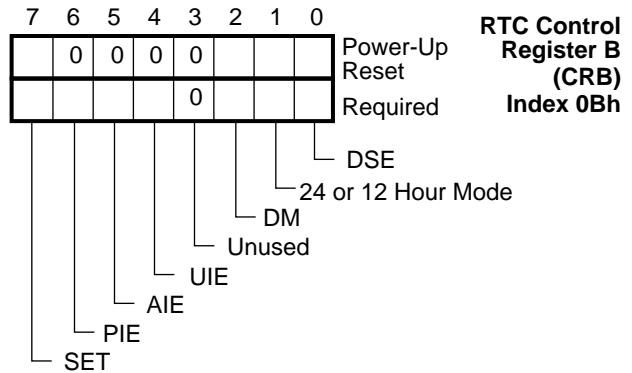 7 6 5 4 3 2 1 0
RTC Control
Register B
(CRB)
Index 0Bh
0 0 0 0
Power-Up
Reset
0
Required
DSE
24 or 12 Hour Mode
DM
Unused
UIE
AIE
PIE
SET